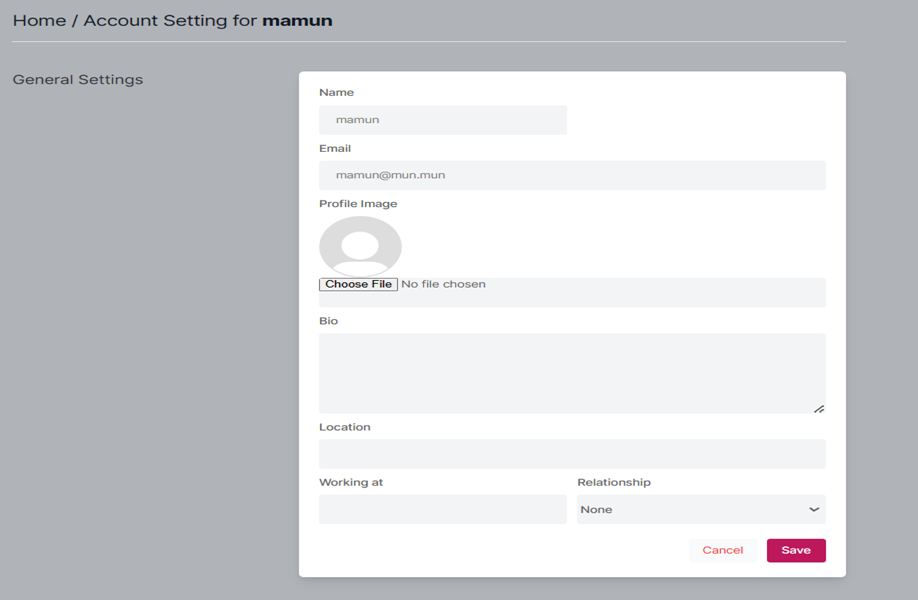 Home / Account Setting for mamun
General Settings
Name
mamun
Email
mamun@mun.mun
Profile Image
Choose File No file chosen
Bio
Location
Working at
Relationship
None
Cancel
Save